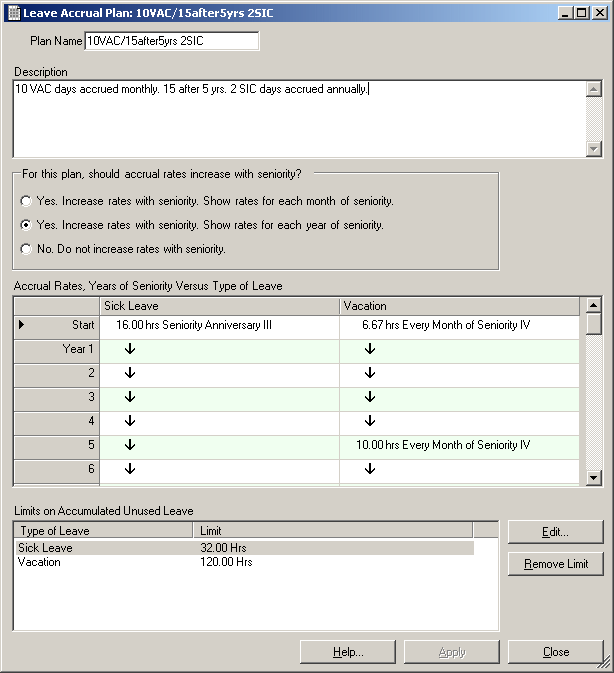 Leave Accrual Plan: 10VAC/15after5yrs 2SIC
Plan Name 10VAC/15after5yrs 2SIC
Description
10 VAC days accrued monthly. 15 after 5 yrs. 2 SIC days accrued annually.
For this plan, should accrual rates increase with seniority?
Yes. Increase rates with seniority. Show rates for each month of seniority.
Yes. Increase rates with seniority. Show rates for each year of seniority.
No. Do not increase rates with seniority.
Accrual Rates, Years of Seniority Versus Type of Leave
Sick Leave Vacation
Start 16.00 hrs Seniority Anniversary III 6.67 hrs Every Month of Seniority IV
Year 1
2
3
4
5 10.00 hrs Every Month of Seniority IV
6
Limits on Accumulated Unused Leave
Type of Leave Limit
Sick Leave 32.00 Hrs
Vacation 120.00 Hrs
Edit...
Remove Limit
Help... Apply Close